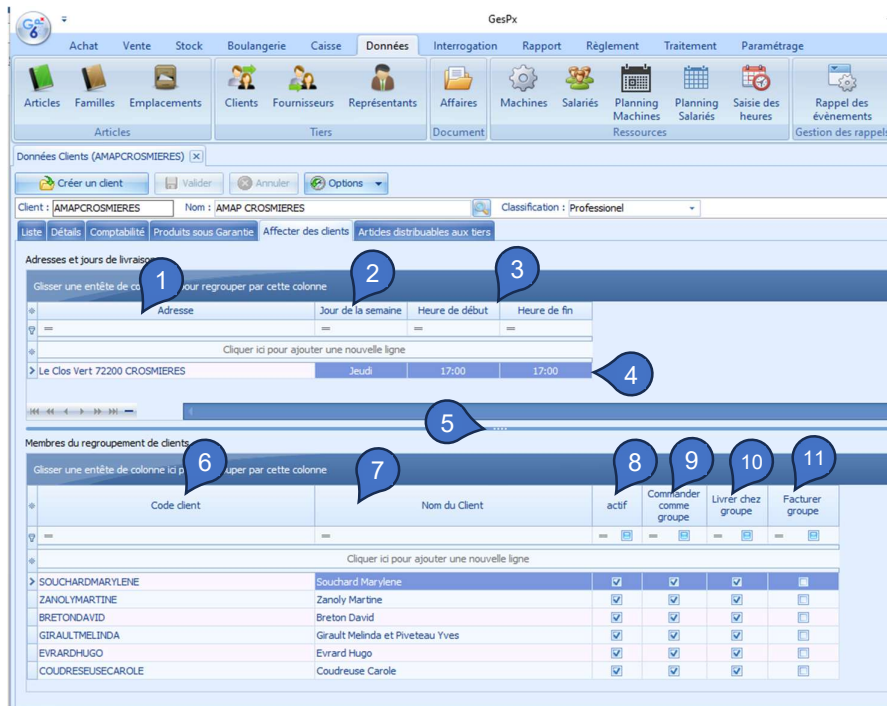 GesPx
Ge
6
Achat Vente Stock Boulangerie Caisse Données Interrogation Rapport Règlement Traitement Paramétrage
Articles Familles Emplacements Clients Fournisseurs Représentants Affaires Machines Salariés Planning Machines Planning Salariés Saisie des heures Rappel des évènements
Articles Tiers Document Ressources Gestion des rappels
Données Clients (AMAPCROSMIERES)
Créer un client Valider Annuler Options
Client : AMAPCROSMIERES Nom : AMAP CROSMIERES Classification : Professionel
Liste Détails Comptabilité Produits sous Garantie Affecter des clients Articles distribuables aux tiers
Adresses et jours de livraison
1 2 3
Glisser une entête de co pour regrouper par cette colonne
Adresse Jour de la semaine Heure de début Heure de fin
= = =
Cliquer ici pour ajouter une nouvelle ligne
Le Clos Vert 72200 CROSMIERES Jeudi 17:00 17:00
4
5
Membres du regroupement de clients
6 7 8 9 10 11
Glisser une entête de colonne ici p uper par cette colonne
Code client Nom du Client actif Commander comme groupe Livrer chez groupe Facturer groupe
= = = = = =
Cliquer ici pour ajouter une nouvelle ligne
SOUCHARDMARYLENE Souchard Marylene
ZANOLYMARTINE Zanoly Martine
BRETONDAVID Breton David
GIRAULTMELINDA Girault Melinda et Piveteau Yves
EVRARDHUGO Evrard Hugo
COUDRESEUSECAROLE Coudreuse Carole